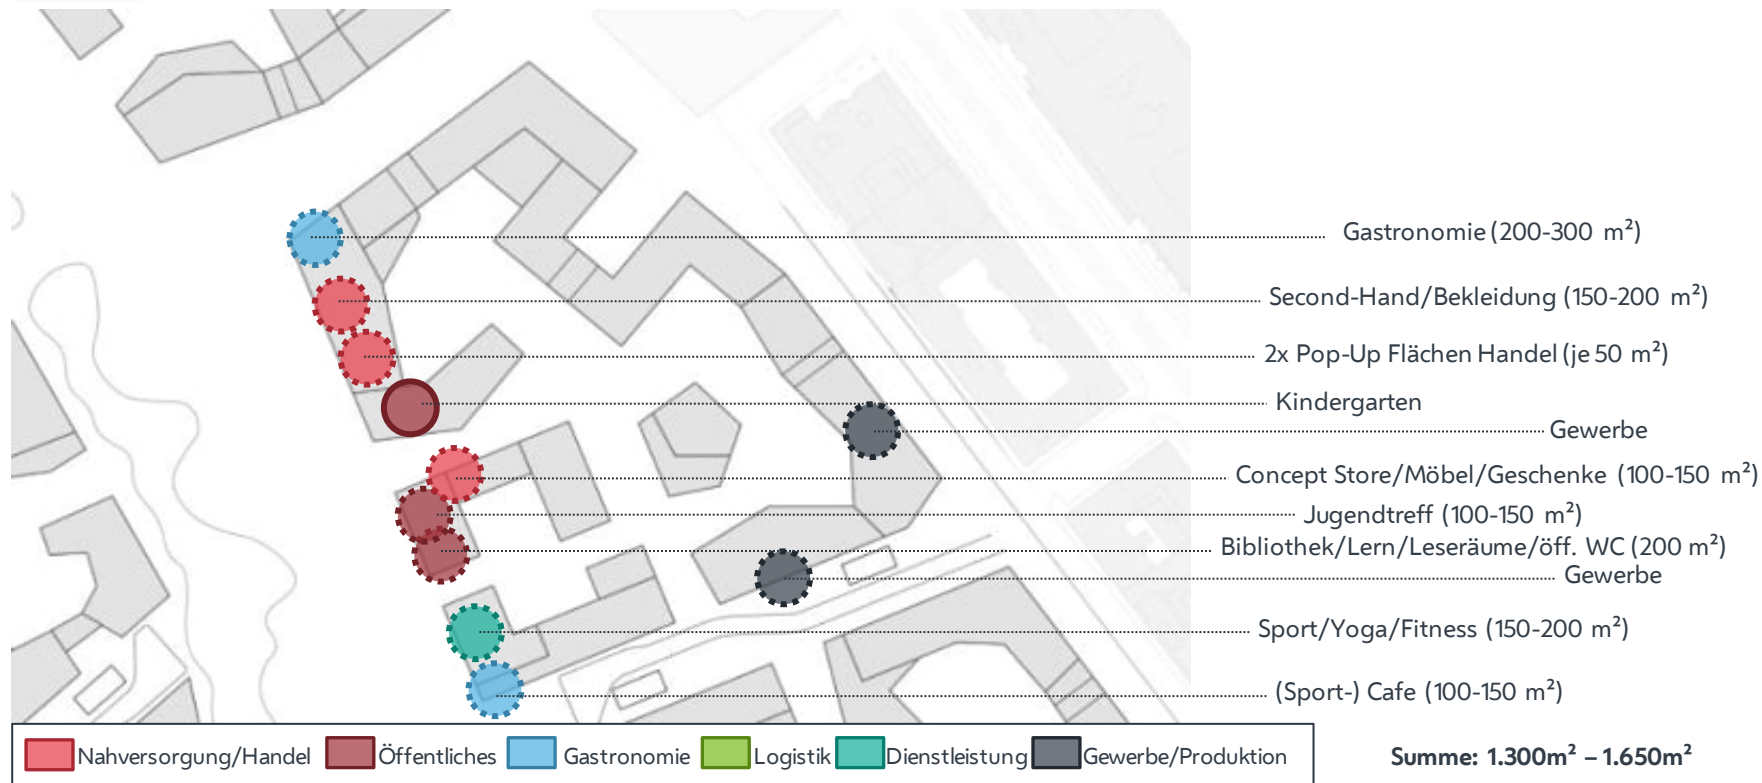 Gastronomie (200-300 m²)
Second-Hand/Bekleidung (150-200 m²)
2x Pop-Up Flächen Handel (je 50 m²)
Kindergarten
Gewerbe
Concept Store/Möbel/Geschenke (100-150 m²)
Jugendtreff (100-150 m²)
Bibliothek/Lern/Leseräume/öff. WC (200 m²)
Gewerbe
Sport/Yoga/Fitness (150-200 m²)
(Sport-) Cafe (100-150 m²)
Nahversorgung/Handel Öffentliches Gastronomie Logistik Dienstleistung Gewerbe/Produktion Summe: 1.300m² – 1.650m²